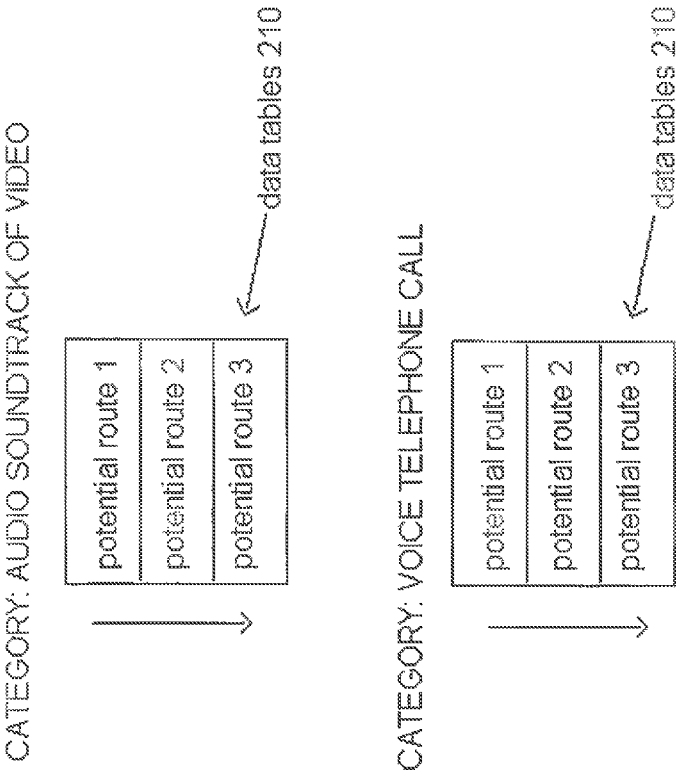 CATEGORY: AUDIO SOUNDTRACK OF VIDEO
potential route 1
potential route 2
potential route 3
data tables 210
CATEGORY: VOICE TELEPHONE CALL
potential route 1
potential route 2
potential route 3
data tables 210